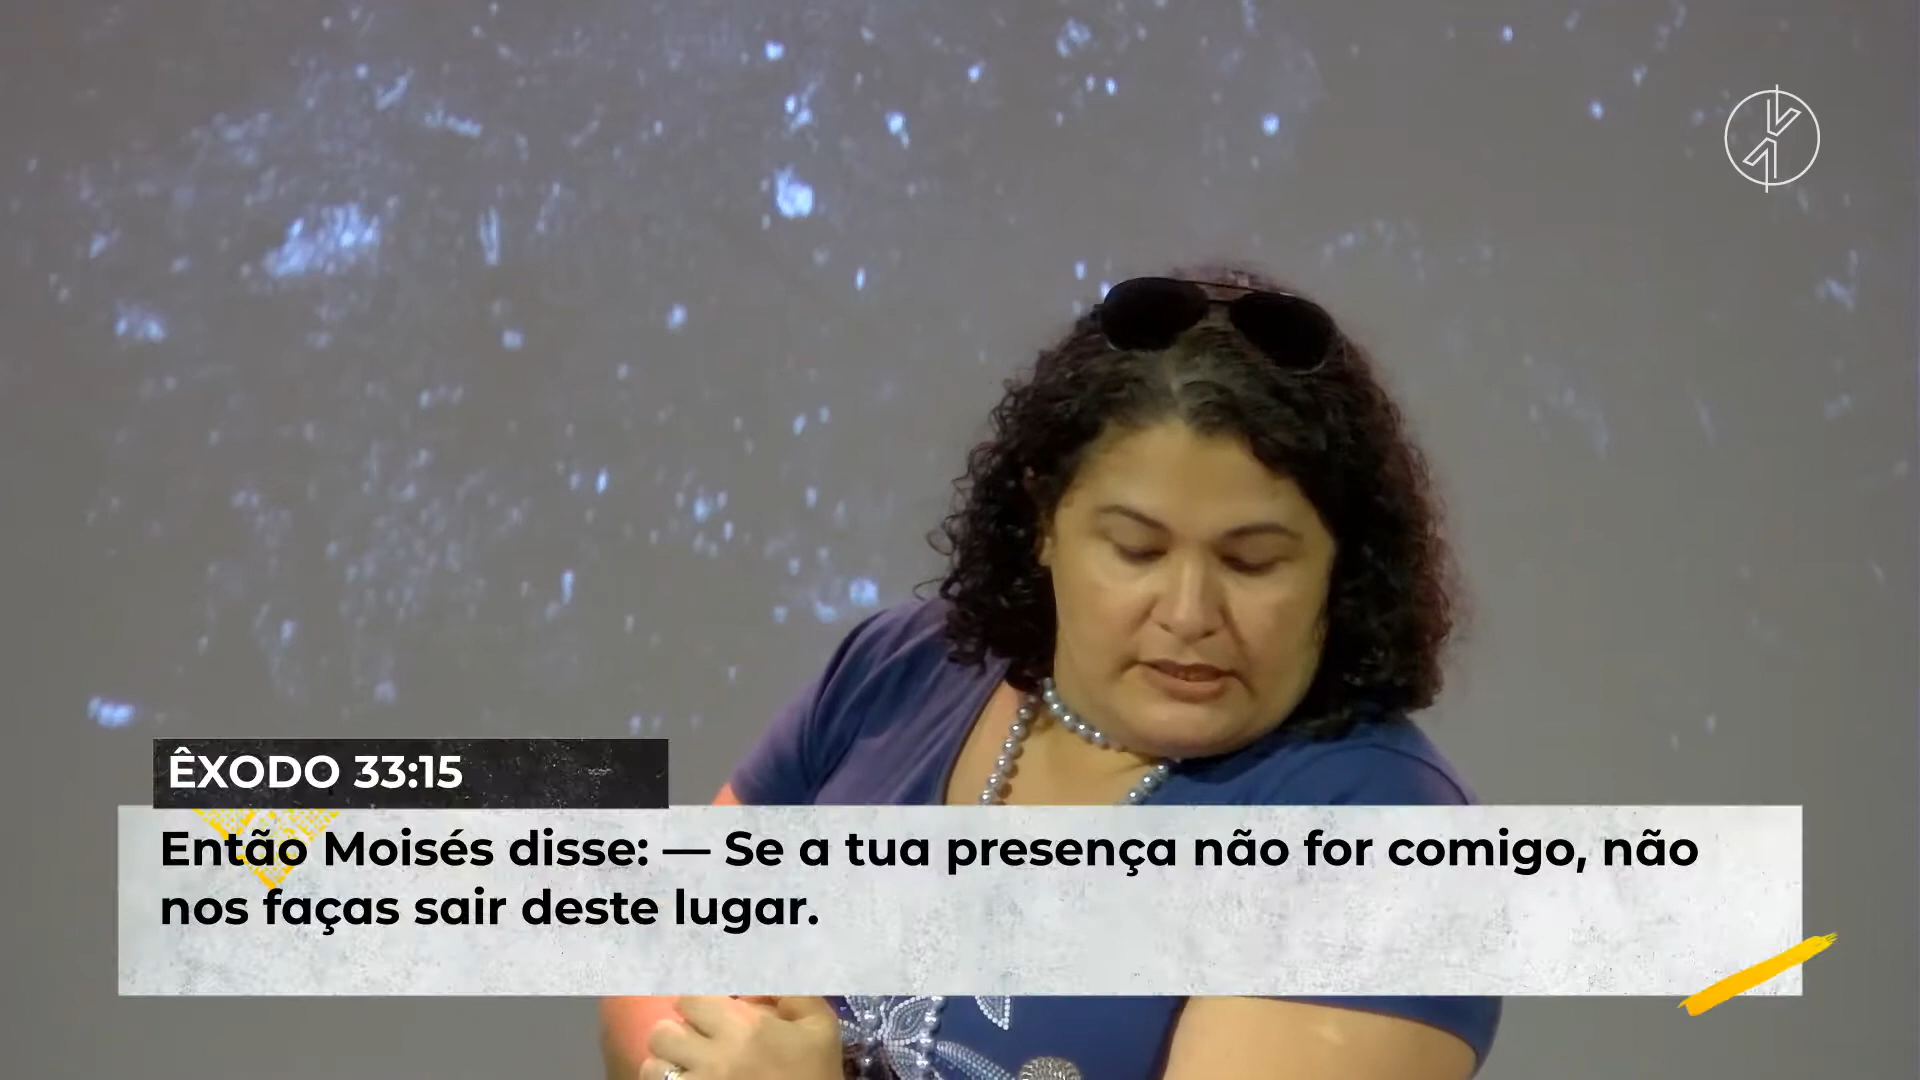 ÊXODO 33:15
Então Moisés disse: — Se a tua presença não for comigo, não
nos faças sair deste lugar.